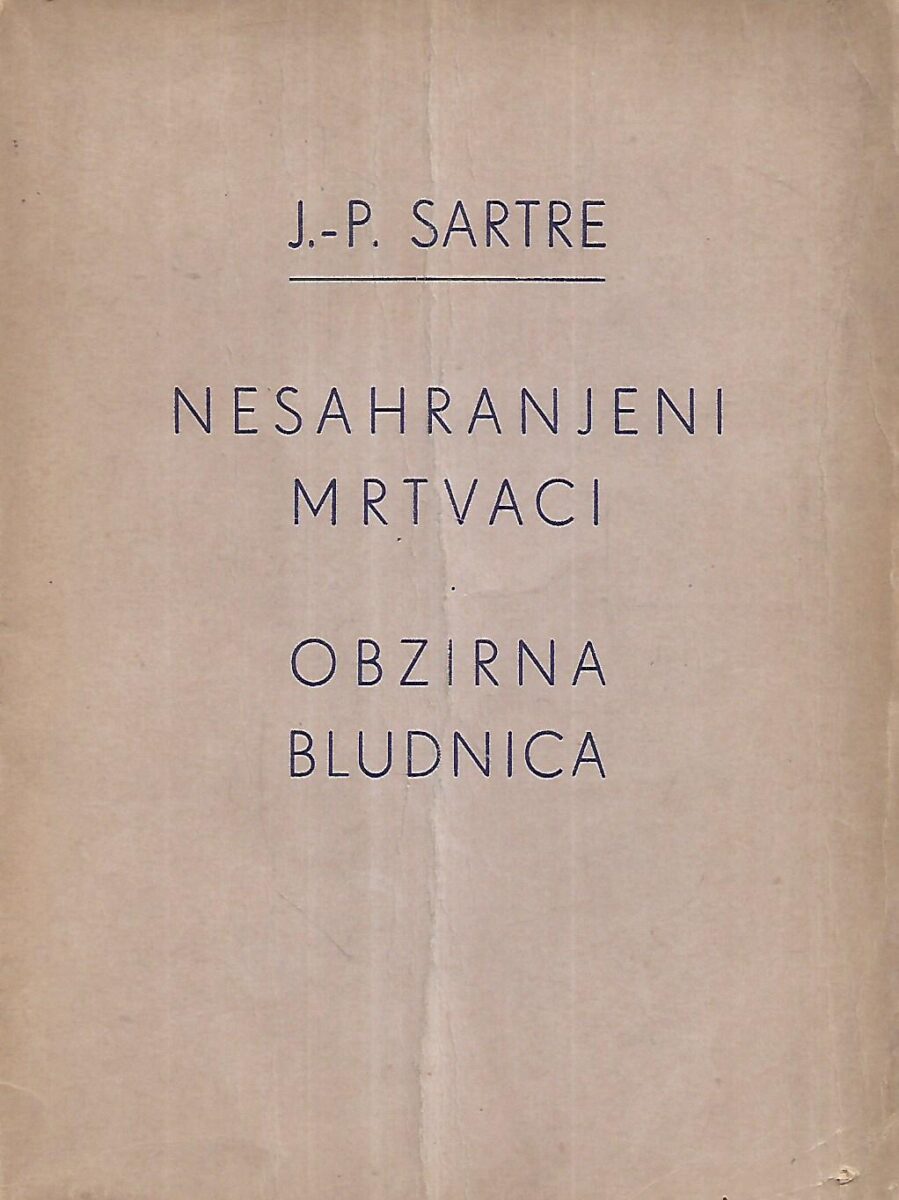 J.-P. SARTRE
NESAHRANJENI
MRTVACI
OBZIRNA
BLUDNICA